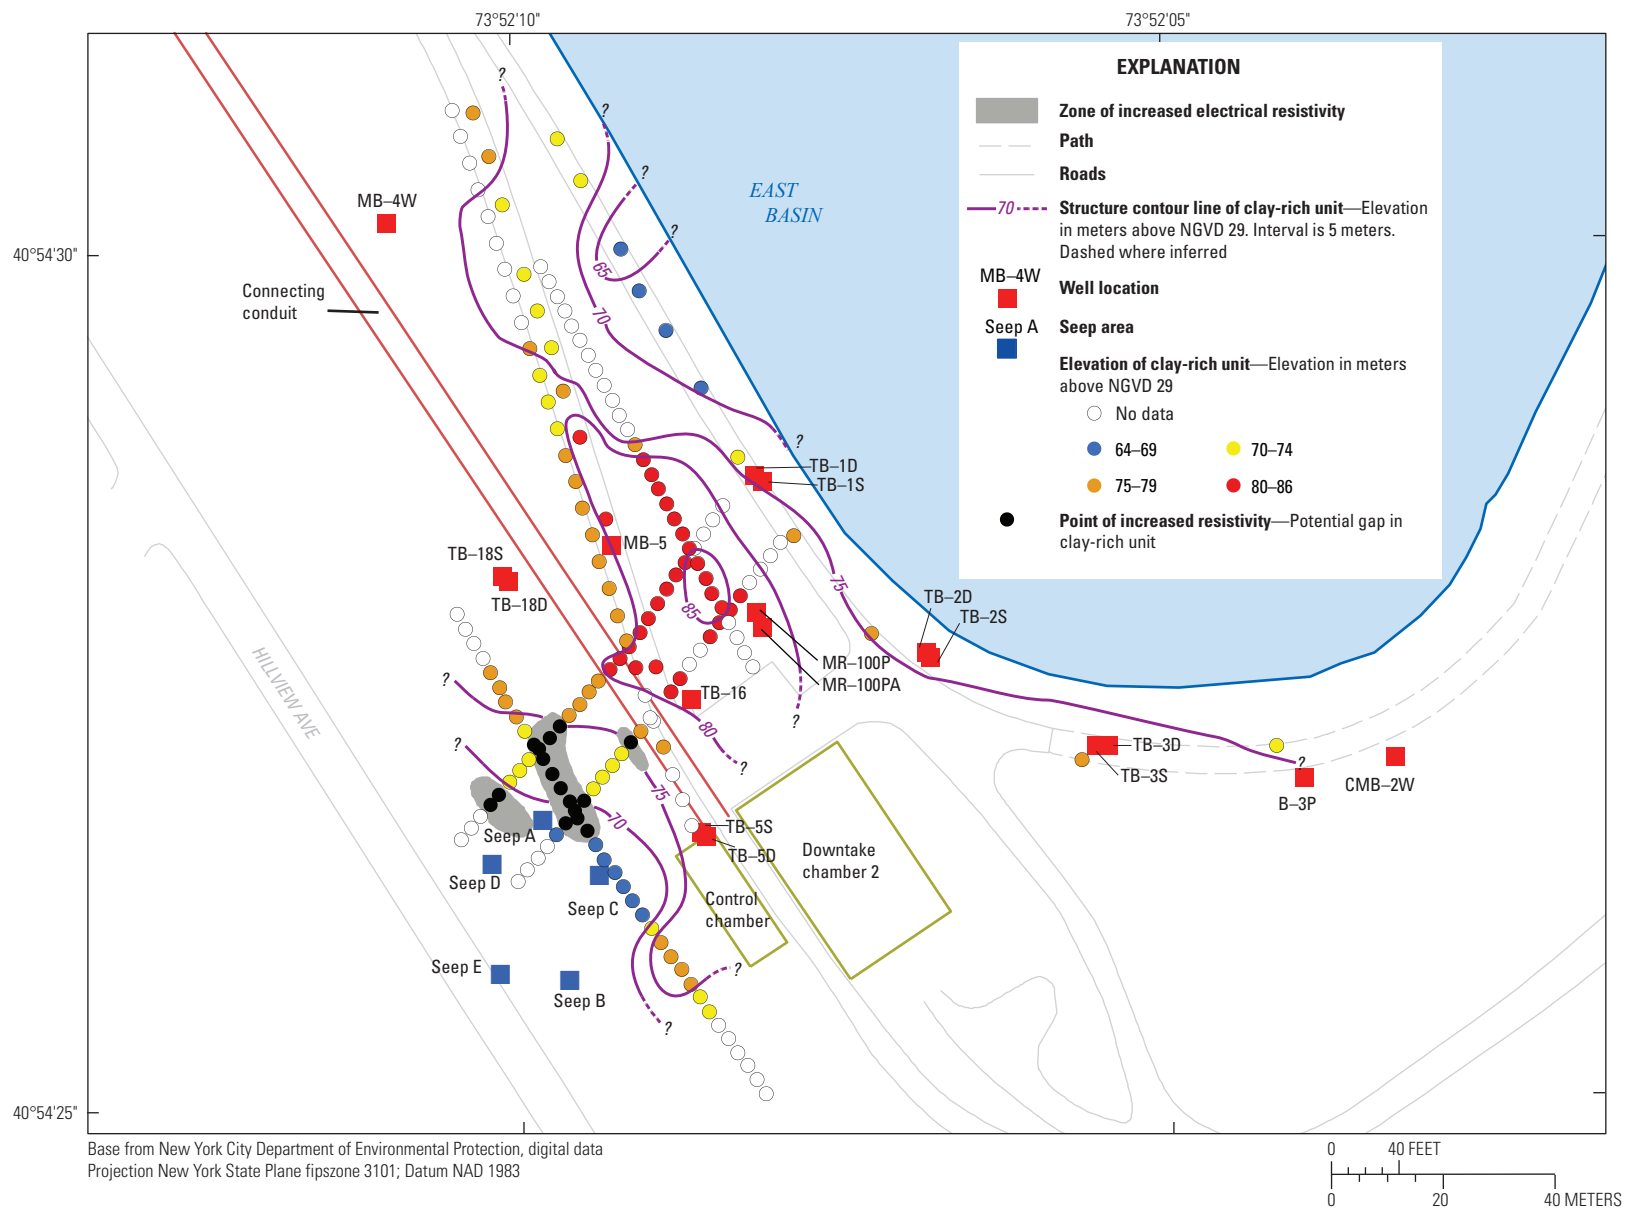 73°52'10"
73°52'05"
?
?
EXPLANATION
Zone of increased electrical resistivity
Path
Roads
70
Structure contour line of clay-rich unit—Elevation
in meters above NGVD 29. Interval is 5 meters.
Dashed where inferred
MB–4W
Well location
Seep A
Seep area
Elevation of clay-rich unit—Elevation in meters
above NGVD 29
No data
64–69
70–74
75–79
80–86
Point of increased resistivity—Potential gap in
clay-rich unit
?
EAST
BASIN
MB–4W
?
40°54'30"
65
Connecting
conduit
70
?
TB–1D
TB–1S
MB–5
TB–18S
TB–18D
75
85
TB–2D
TB–2S
HILLVIEW AVE
MR–100P
MR–100PA
?
TB–16
?
80
?
?
TB–3D
TB–3S
?
B–3P
CMB–2W
75
70
TB–5S
TB–5D
Seep A
Downtake
chamber 2
Seep D
Seep C
Control
chamber
Seep E
?
Seep B
?
40°54'25"
Base from New York City Department of Environmental Protection, digital data
Projection New York State Plane fipszone 3101; Datum NAD 1983
0 40 FEET
0 20 40 METERS